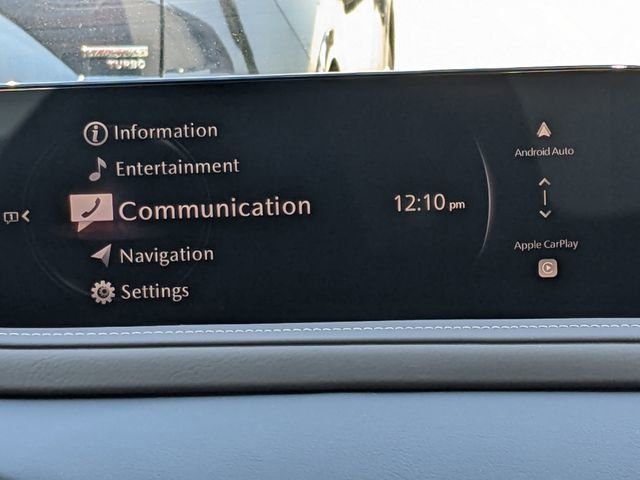 TURBO
Information
Entertainment
Communication
Navigation
Settings
12:10 pm
Android Auto
Apple CarPlay